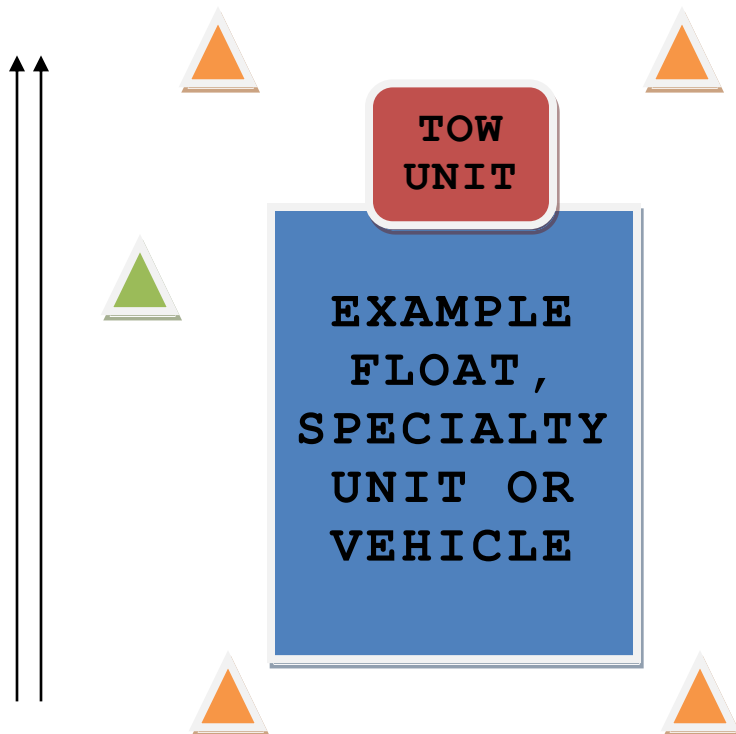 TOW
UNIT
EXAMPLE
FLOAT,
SPECIALTY
UNIT OR
VEHICLE